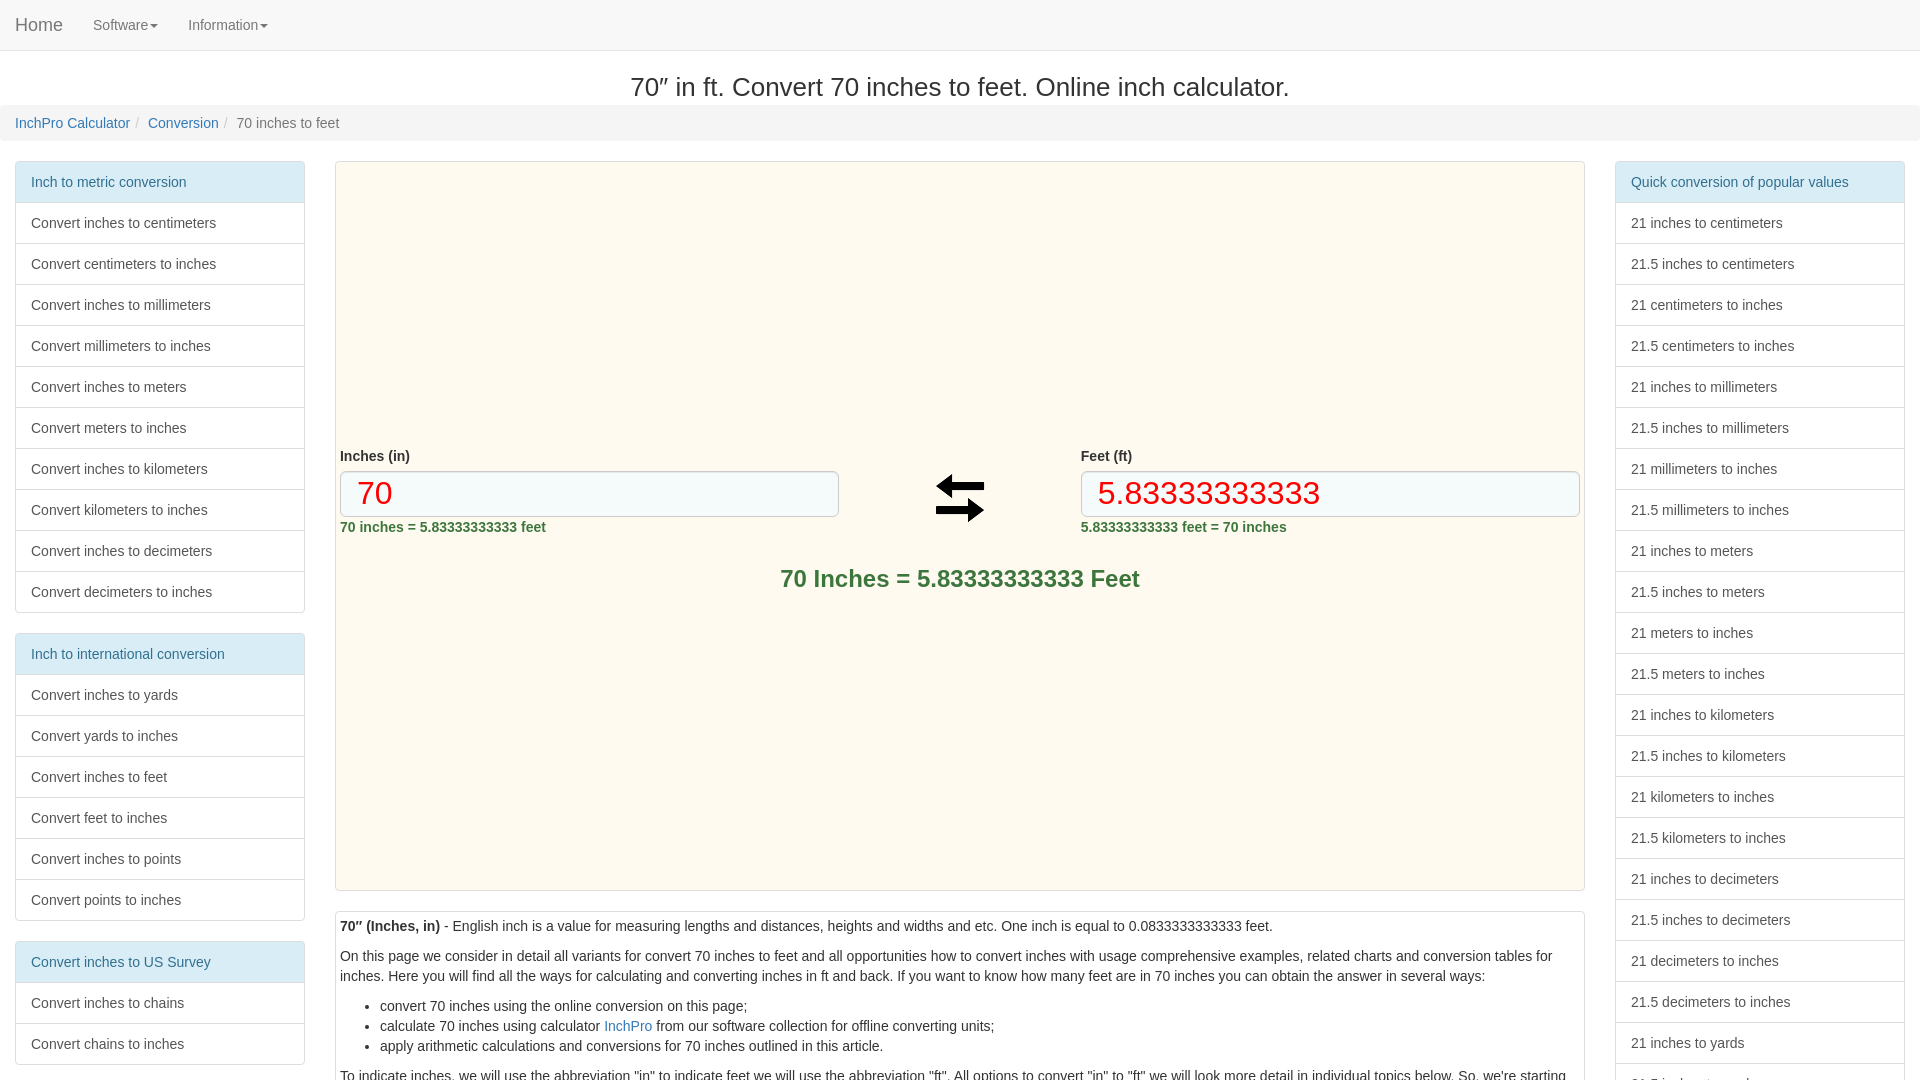 Home
Software
Information
70″ in ft. Convert 70 inches to feet. Online inch calculator.
InchPro Calculator / Conversion / 70 inches to feet
Inch to metric conversion
Convert inches to centimeters
Convert centimeters to inches
Convert inches to millimeters
Convert millimeters to inches
Convert inches to meters
Convert meters to inches
Convert inches to kilometers
Convert kilometers to inches
Convert inches to decimeters
Convert decimeters to inches
Inch to international conversion
Convert inches to yards
Convert yards to inches
Convert inches to feet
Convert feet to inches
Convert inches to points
Convert points to inches
Convert inches to US Survey
Convert inches to chains
Convert chains to inches
Inches (in)
70
70 inches = 5.83333333333 feet
Feet (ft)
5.83333333333
5.83333333333 feet = 70 inches
70 Inches = 5.83333333333 Feet
70″ (Inches, in) - English inch is a value for measuring lengths and distances, heights and widths and etc. One inch is equal to 0.0833333333333 feet.
On this page we consider in detail all variants for convert 70 inches to feet and all opportunities how to convert inches with usage comprehensive examples, related charts and conversion tables for
inches. Here you will find all the ways for calculating and converting inches in ft and back. If you want to know how many feet are in 70 inches you can obtain the answer in several ways:
• convert 70 inches using the online conversion on this page;
• calculate 70 inches using calculator InchPro from our software collection for offline converting units;
• apply arithmetic calculations and conversions for 70 inches outlined in this article.
To indicate inches, we will use the abbreviation "in" to indicate feet we will use the abbreviation "ft". All options to convert "in" to "ft" we will look more detail in individual topics below. So, we're starting
Quick conversion of popular values
21 inches to centimeters
21.5 inches to centimeters
21 centimeters to inches
21.5 centimeters to inches
21 inches to millimeters
21.5 inches to millimeters
21 millimeters to inches
21.5 millimeters to inches
21 inches to meters
21.5 inches to meters
21 meters to inches
21.5 meters to inches
21 inches to kilometers
21.5 inches to kilometers
21 kilometers to inches
21.5 kilometers to inches
21 inches to decimeters
21.5 inches to decimeters
21 decimeters to inches
21.5 decimeters to inches
21 inches to yards